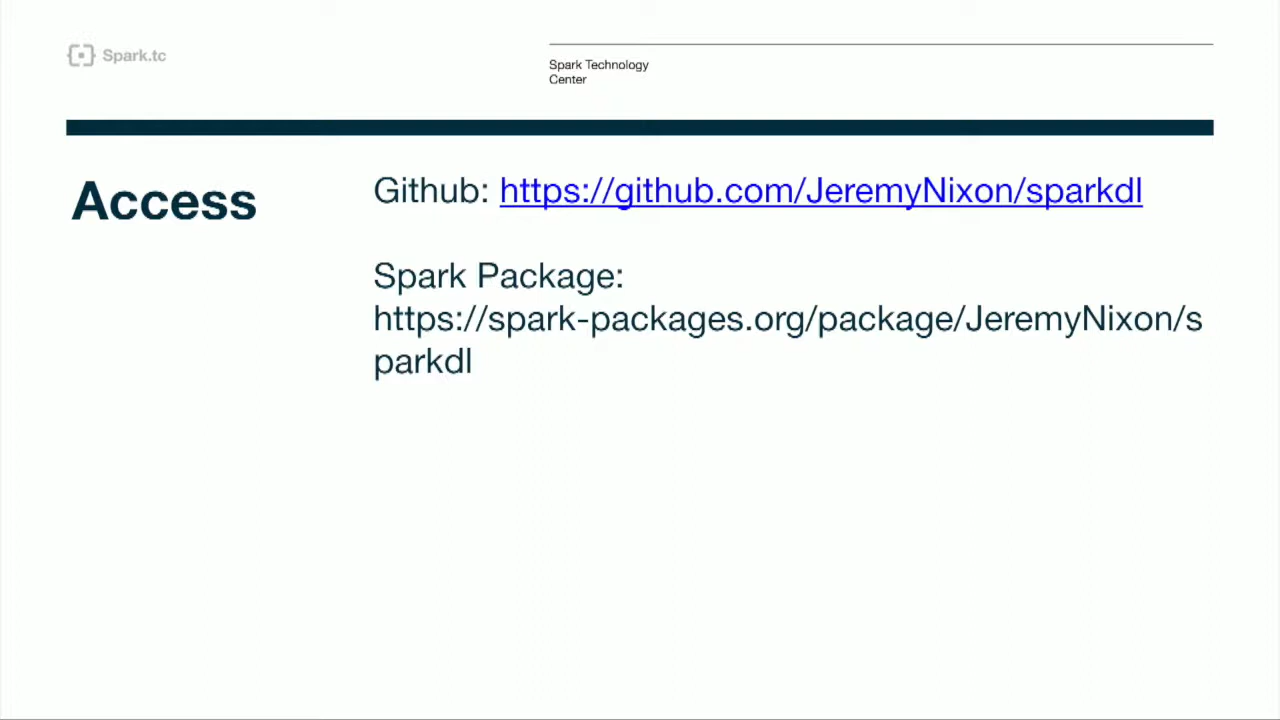 Spark.tc
Spark Technology
Center
Access
Github: https://github.com/JeremyNixon/sparkdl
Spark Package:
https://spark-packages.org/package/JeremyNixon/s
parkdl